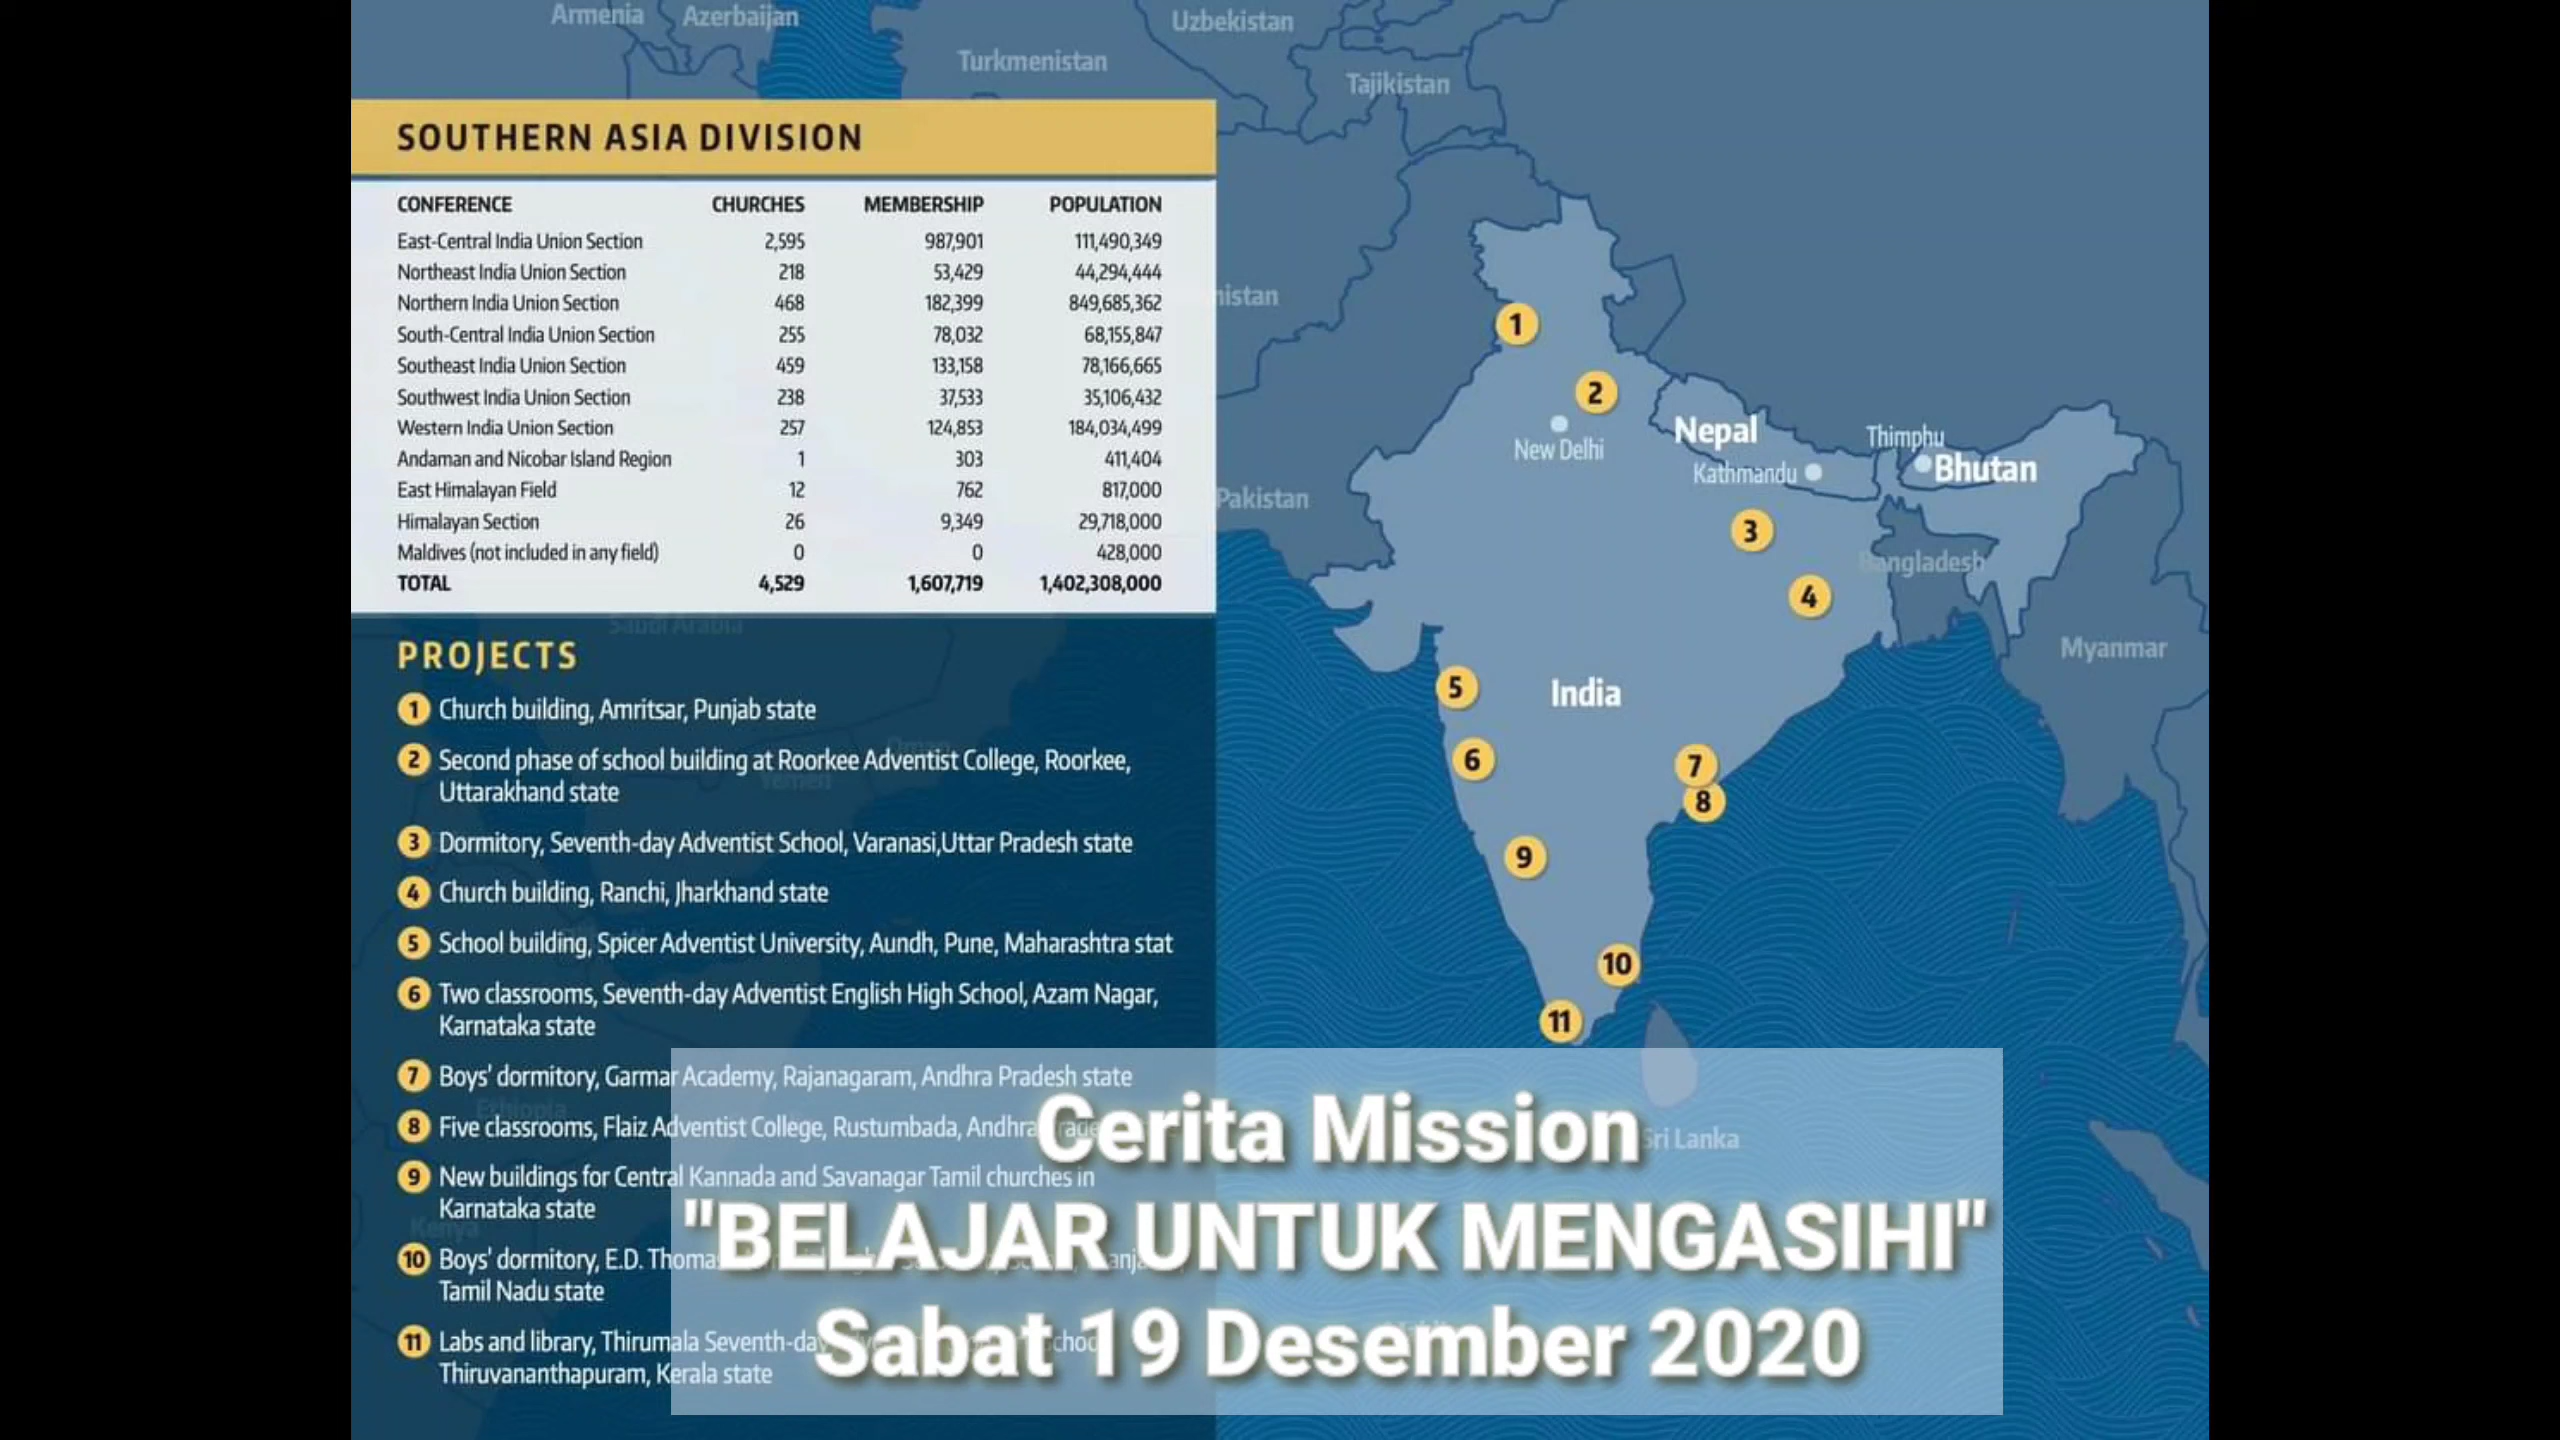 Armenia
Azerbaijan
Uzbekistan
Turkmenistan
Tajikistan
SOUTHERN ASIA DIVISION
CONFERENCE CHURCHES MEMBERSHIP POPULATION
East-Central India Union Section 2,595 987,901 111,490,349
Northeast India Union Section 218 53,429 44,294,444
Northern India Union Section 468 182,399 849,685,362
South-Central India Union Section 255 78,032 68,155,847
Southeast India Union Section 459 133,158 78,166,665
Southwest India Union Section 238 37,533 35,106,432
Western India Union Section 257 124,853 184,034,499
Andaman and Nicobar Island Region 1 303 411,404
East Himalayan Field 12 762 817,000
Himalayan Section 26 9,349 29,718,000
Maldives (not included in any field) 0 0 428,000
TOTAL 4,529 1,607,719 1,402,308,000
Saudi Arabia
PROJECTS
1 Church building, Amritsar, Punjab state
2 Second phase of school building at Roorkee Adventist College, Roorkee,
Uttarakhand state
3 Dormitory, Seventh-day Adventist School, Varanasi,Uttar Pradesh state
4 Church building, Ranchi, Jharkhand state
5 School building, Spicer Adventist University, Aundh, Pune, Maharashtra stat
6 Two classrooms, Seventh-day Adventist English High School, Azam Nagar,
Karnataka state
7 Boys' dormitory, Garmar Academy, Rajanagaram, Andhra Pradesh state
8 Five classrooms, Flaiz Adventist College, Rustumbada, Andhra
9 New buildings for Central Kannada and Savanagar Tamil churches in
Karnataka state
10 Boys' dormitory, E.D. Thomas
Tamil Nadu state
11 Labs and library, Thirumala Seventh-day
Thiruvananthapuram, Kerala state
Oman
Yemen
Ethiopia
Kenya
nistan
Pakistan
1
2
New Delhi
Nepal
Kathmandu
Thimphu
Bhutan
3
Bangladesh
4
Myanmar
5
India
6
7
8
9
10
11
Sri Lanka
Cerita Mission
"BELAJAR UNTUK MENGASIHI"
Sabat 19 Desember 2020